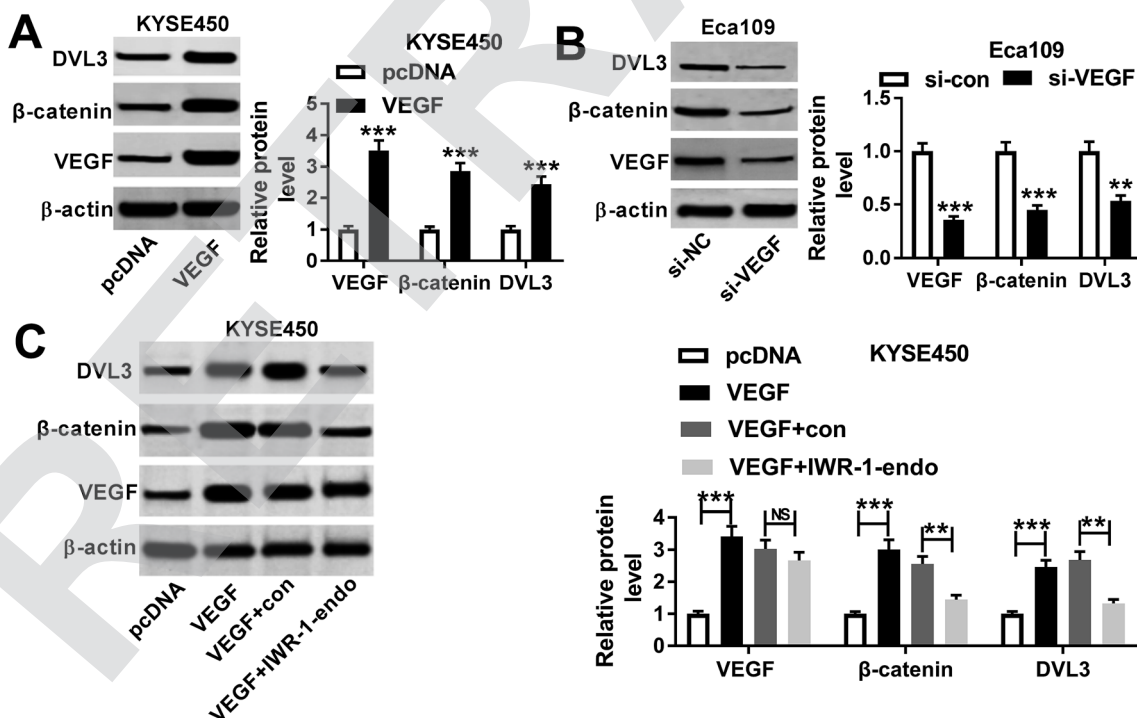 A
KYSE450
DVL3
β-catenin
VEGF
β-actin
pcDNA
VEGF
KYSE450
pcDNA
VEGF
Relative protein
level
5
4
3
2
1
0
***
***
***
VEGF β-catenin DVL3
B
Eca109
DVL3
β-catenin
VEGF
β-actin
si-NC
si-VEGF
Eca109
si-con
si-VEGF
Relative protein
level
1.5
1.0
0.5
0.0
***
***
**
VEGF β-catenin DVL3
C
KYSE450
DVL3
β-catenin
VEGF
β-actin
pcDNA
VEGF
VEGF+con
VEGF+IWR-1-endo
KYSE450
pcDNA
VEGF
VEGF+con
VEGF+IWR-1-endo
Relative protein
level
4
3
2
1
0
***
NS
***
**
***
**
VEGF β-catenin DVL3